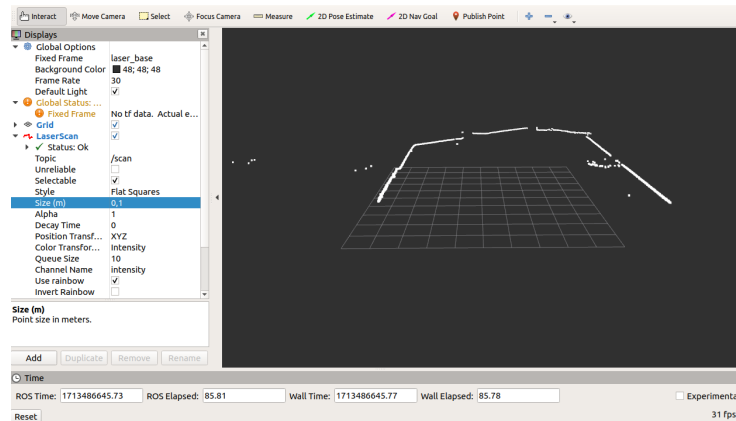 Interact Move Camera Select Focus Camera Measure 2D Pose Estimate 2D Nav Goal Publish Point
Displays
Global Options
Fixed Frame laser_base
Background Color 48; 48; 48
Frame Rate 30
Default Light
Global Status: ...
Fixed Frame No tf data. Actual e...
Grid
LaserScan
Status: Ok
Topic /scan
Unreliable
Selectable
Style Flat Squares
Size (m) 0,1
Alpha 1
Decay Time 0
Position Transf... XYZ
Color Transfor... Intensity
Queue Size 10
Channel Name intensity
Use rainbow
Invert Rainbow
Size (m)
Point size in meters.
Add Duplicate Remove Rename
Time
ROS Time: 1713486645.73 ROS Elapsed: 85.81 Wall Time: 1713486645.77 Wall Elapsed: 85.78 Experimenta
Reset 31 fps